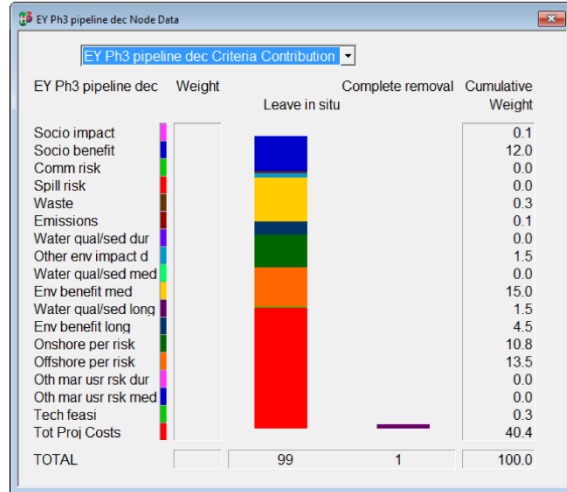 EY Ph3 pipeline dec Node Data
EY Ph3 pipeline dec Criteria Contribution
EY Ph3 pipeline dec Weight Complete removal Cumulative
Leave in situ Weight
Socio impact 0.1
Socio benefit 12.0
Comm risk 0.0
Spill risk 0.0
Waste 0.3
Emissions 0.1
Water qual/sed dur 0.0
Other env impact d 1.5
Water qual/sed med 0.0
Env benefit med 15.0
Water qual/sed long 1.5
Env benefit long 4.5
Onshore per risk 10.8
Offshore per risk 13.5
Oth mar usr rsk dur 0.0
Oth mar usr rsk med 0.0
Tech feasi 0.3
Tot Proj Costs 40.4
TOTAL 99 1 100.0